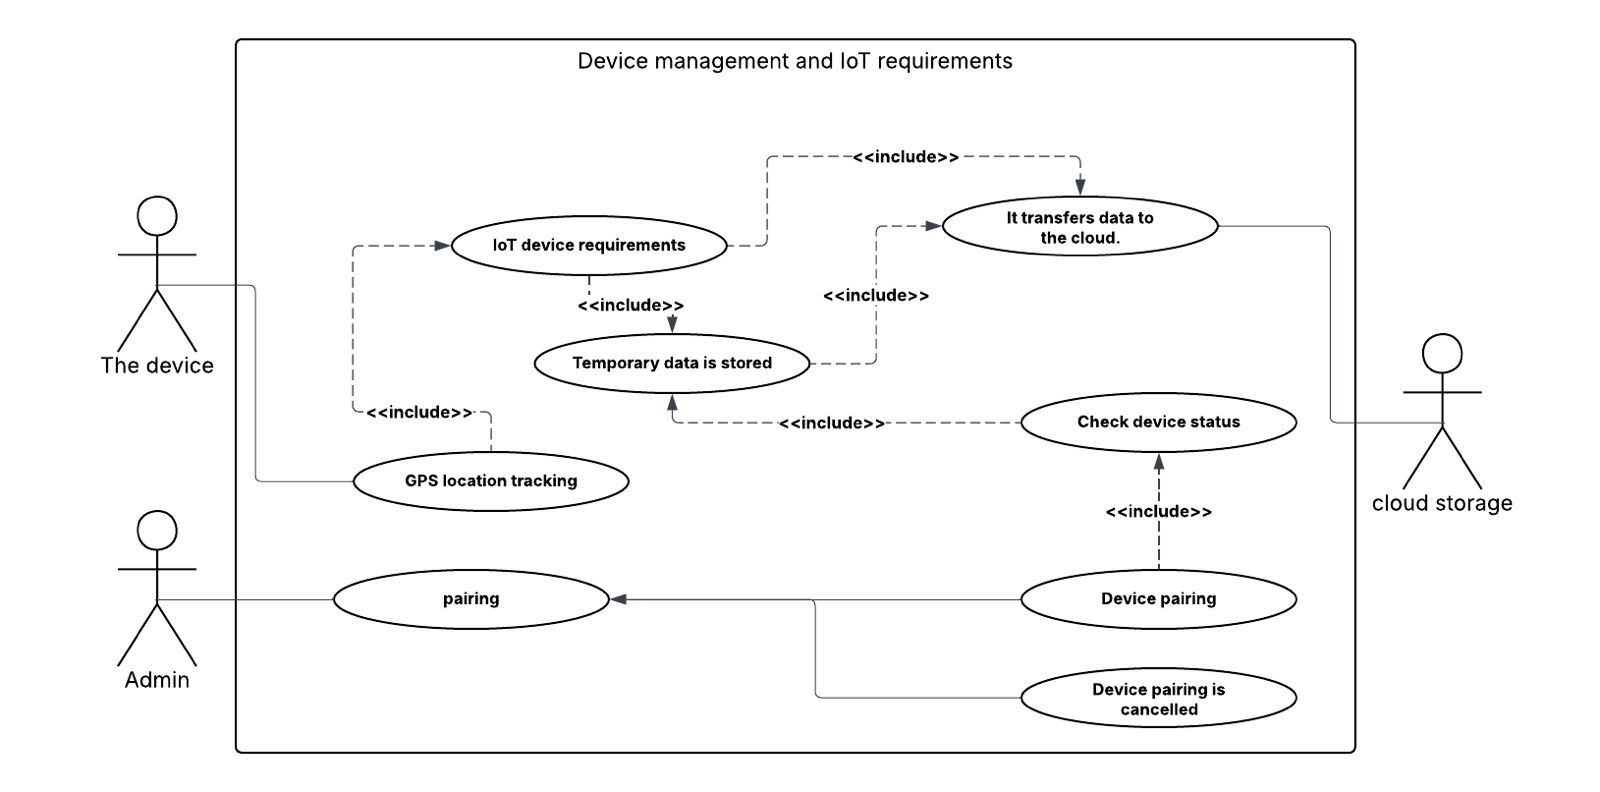 Device management and IoT requirements
<<include>>
It transfers data to
the cloud.
IoT device requirements
<<include>>
<<include>>
The device
Temporary data is stored
<<include>>
<<include>>
Check device status
GPS location tracking
cloud storage
<<include>>
pairing
Device pairing
Admin
Device pairing is
cancelled